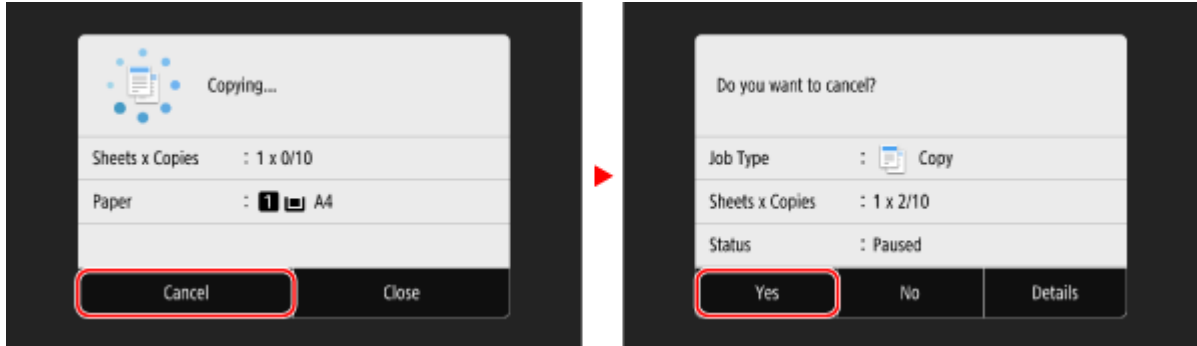 Copying...
Sheets x Copies : 1 x 0/10
Paper : 1 A4
Cancel Close
Do you want to cancel?
Job Type : Copy
Sheets x Copies : 1 x 2/10
Status : Paused
Yes No Details